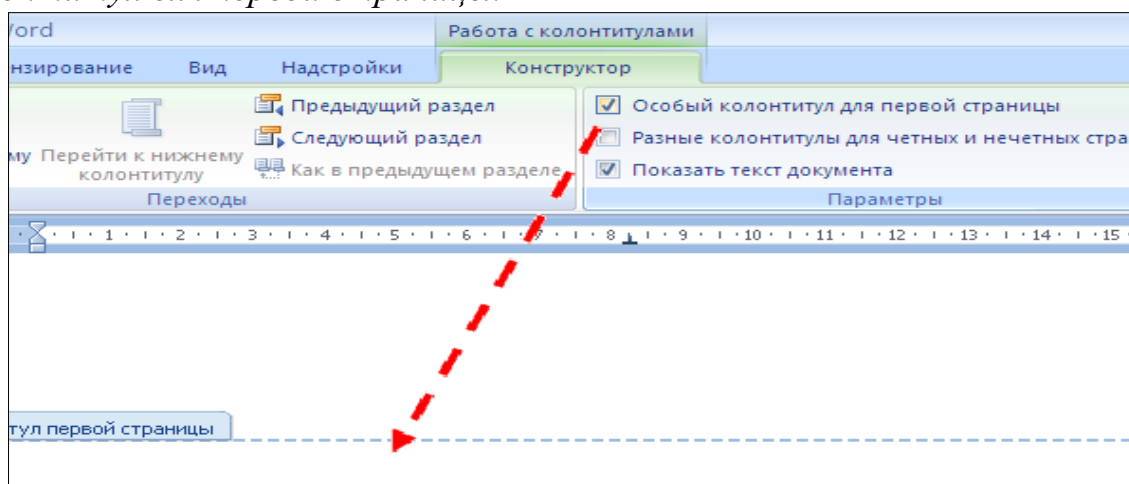 Word
Работа с колонтитулами
нзирование Вид Надстройки Конструктор
Предыдущий раздел
Особый колонтитул для первой страницы
Следующий раздел
Разные колонтитулы для четных и нечетных стра
му Перейти к нижнему колонтитулу
Как в предыдущем разделе
Показать текст документа
Переходы
Параметры
1 2 3 4 5 6 7 8 9 10 11 12 13 14 15
тул первой страницы